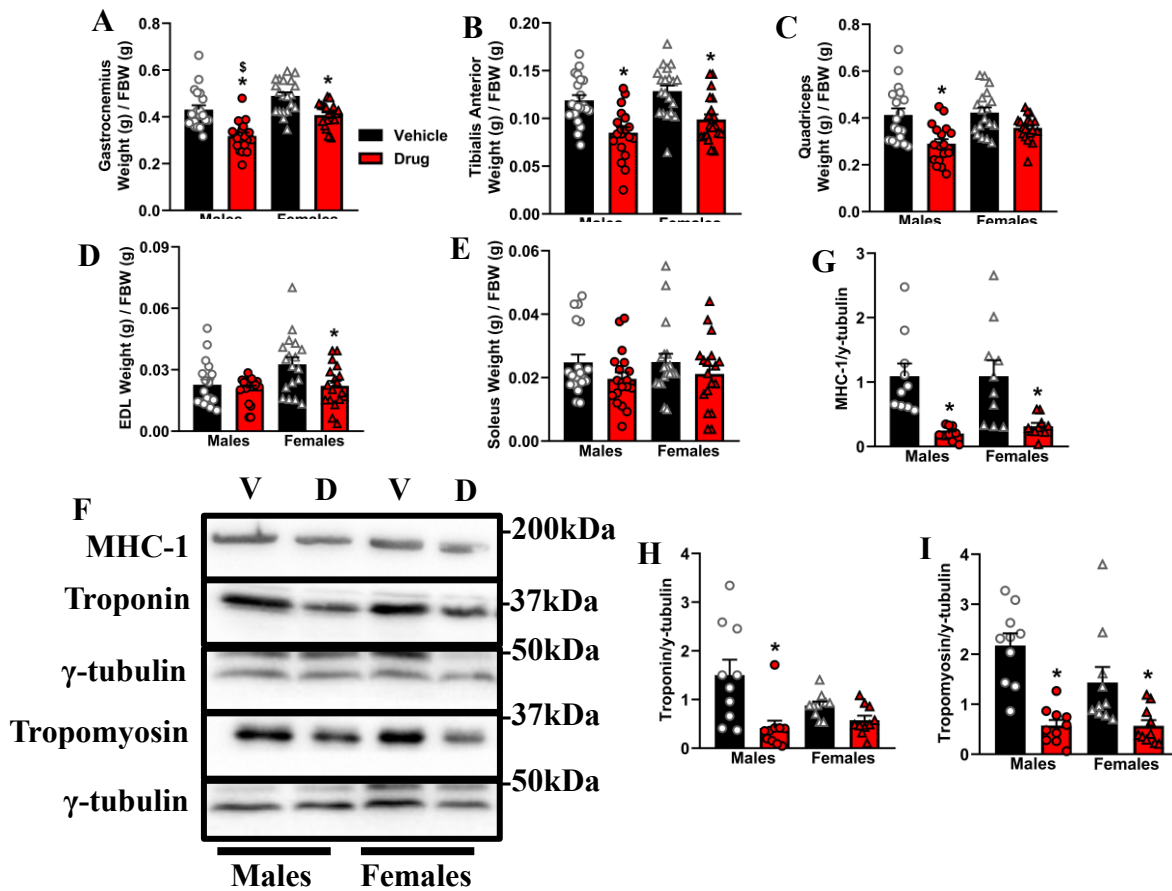 A
Gastrocnemius
Weight (g) / FBW (g)
0.8
0.6
0.4
0.2
0.0
$
*
*
Males
Females
Vehicle
Drug
B
Tibialis Anterior
Weight (g) / FBW (g)
0.20
0.15
0.10
0.05
0.00
*
*
Males
Females
C
Quadriceps
Weight (g) / FBW (g)
0.8
0.6
0.4
0.2
0.0
*
Males
Females
D
EDL Weight (g) / FBW (g)
0.09
0.06
0.03
0.00
*
Males
Females
E
Soleus Weight (g) / FBW (g)
0.06
0.04
0.02
0.00
Males
Females
G
MHC-1/y-tubulin
3
2
1
0
*
*
Males
Females
F
V D V D
MHC-1
-200kDa
Troponin
-37kDa
γ-tubulin
-50kDa
Tropomyosin
-37kDa
γ-tubulin
-50kDa
Males Females
H
Troponin/y-tubulin
4
3
2
1
0
*
Males
Females
I
Tropomyosin/y-tubulin
4
3
2
1
0
*
*
Males
Females